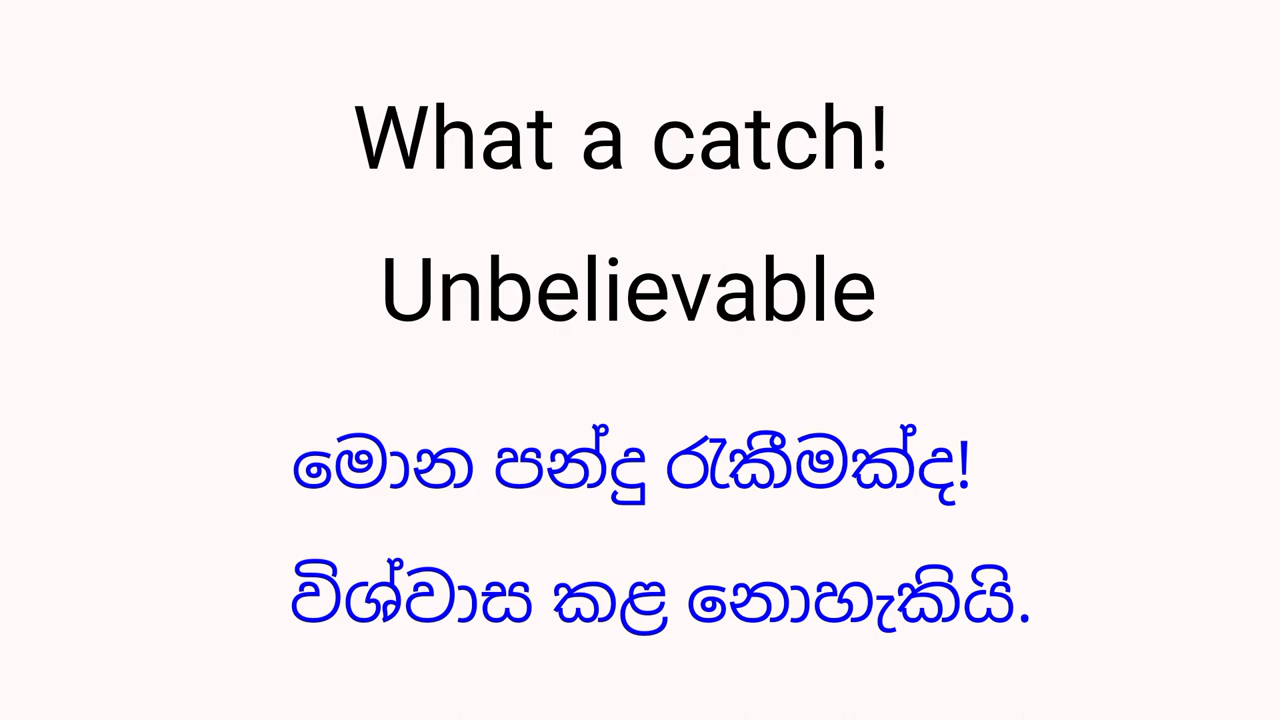 What a catch!
Unbelievable
මොන පන්දු රැකීමක්ද!
විශ්වාස කළ නොහැකියි.